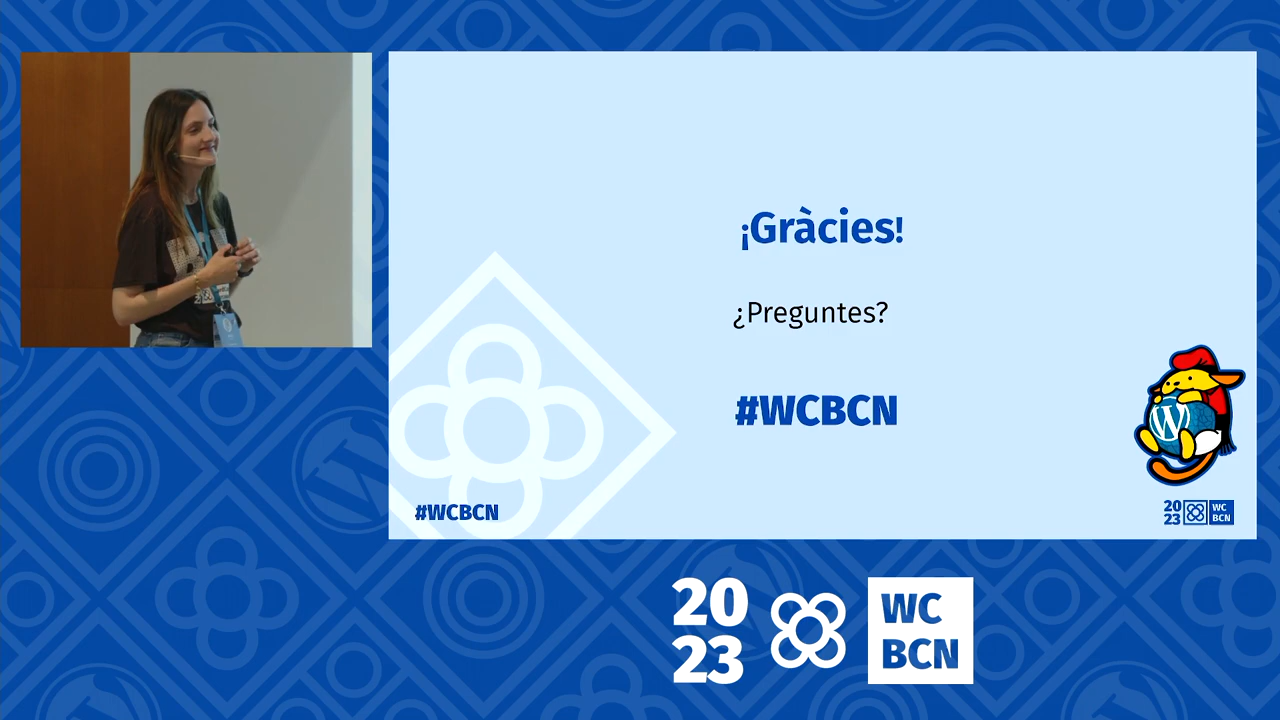 ¡Gràcies!
¿Preguntes?
#WCBCN
#WCBCN
20
23
WC
BCN
20
23
WC
BCN